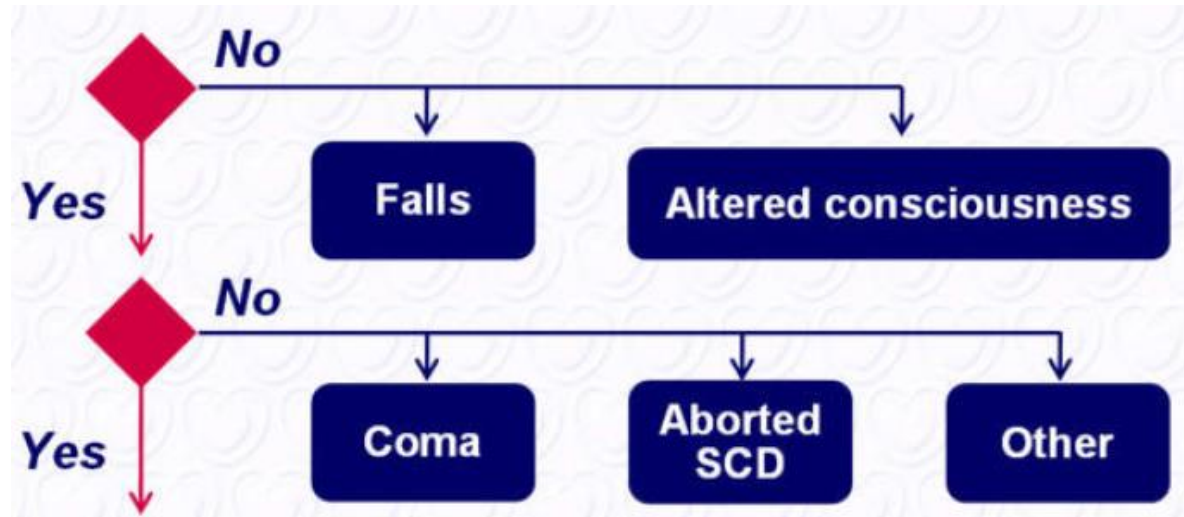 No
Yes
Falls
Altered consciousness
No
Yes
Coma
Aborted
SCD
Other